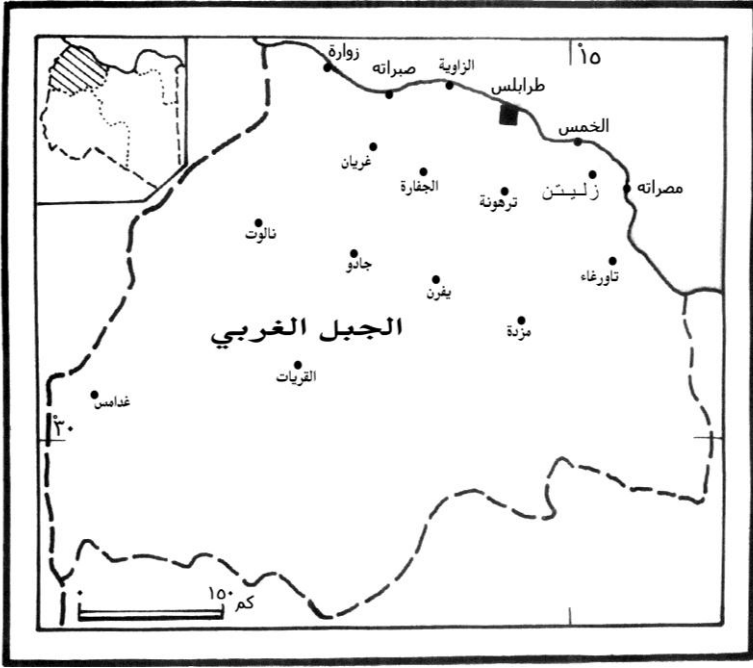 زوارة
صبراته
الزاوية
طرابلس
°١٥
الخمس
غريان
الجفارة
ترهونة
زليتن
مصراته
نالوت
جادو
يفرن
تاورغاء
الجبل الغربي
مزدة
القريات
غدامس
°٣٠
٠
١٥٠ كم